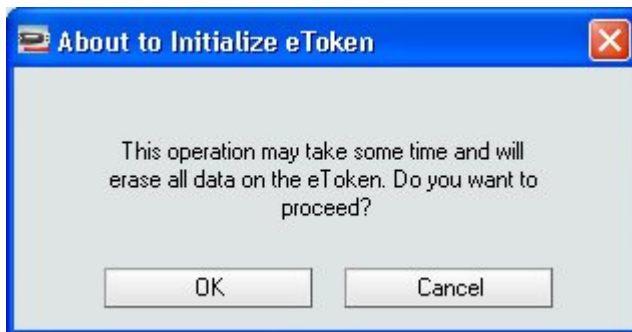 About to Initialize eToken
This operation may take some time and will
erase all data on the eToken. Do you want to
proceed?
OK
Cancel